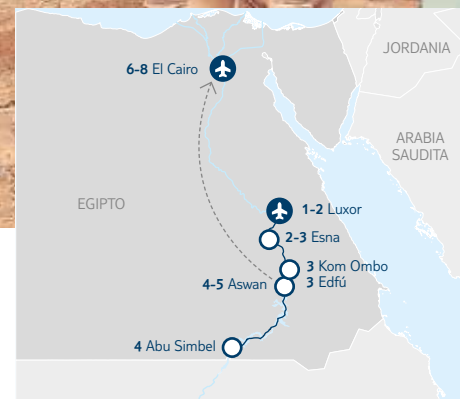 6-8 El Cairo
JORDANIA
ARABIA
SAUDITA
EGIPTO
1-2 Luxor
2-3 Esna
3 Kom Ombo
3 Edfú
4-5 Aswan
4 Abu Simbel